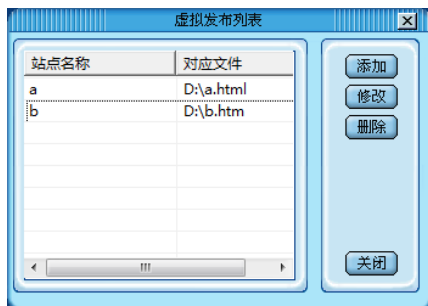 虚拟发布列表
站点名称 对应文件
a D:\a.html
b D:\b.htm
添加
修改
删除
关闭